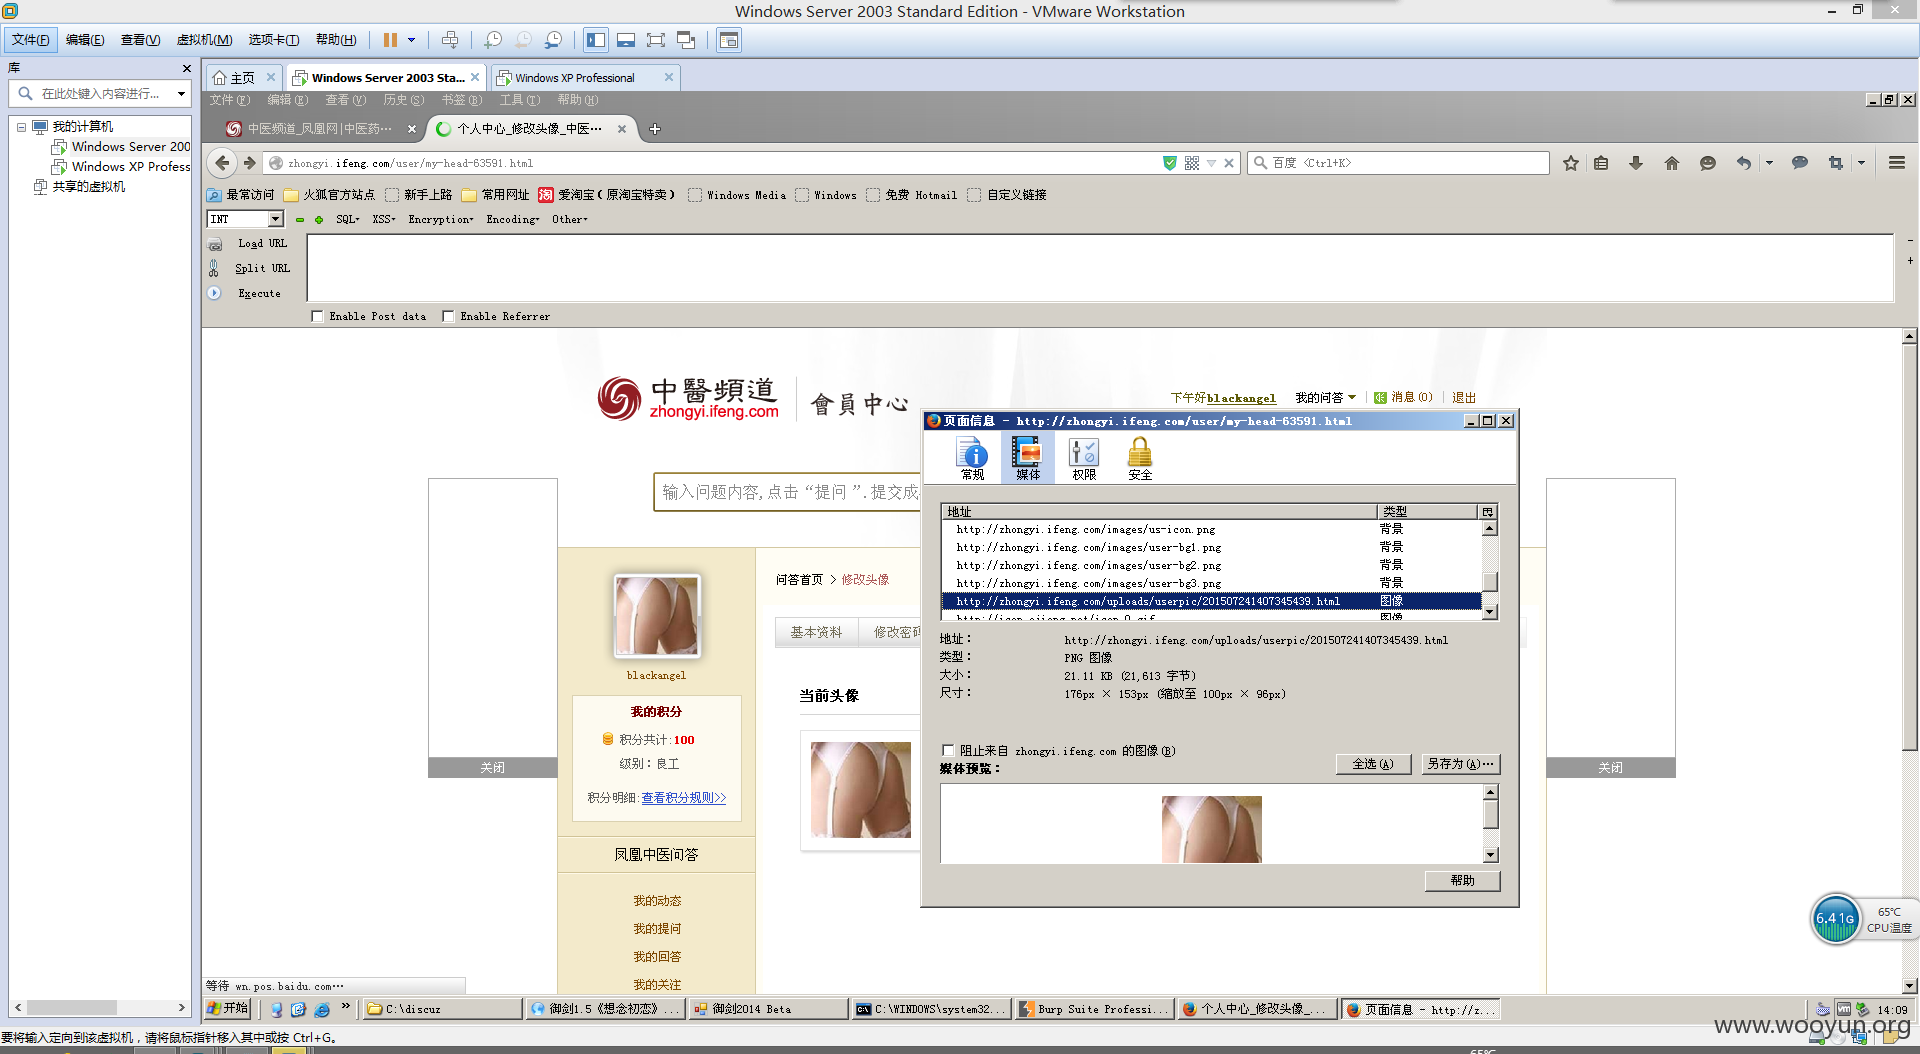 Windows Server 2003 Standard Edition - VMware Workstation
文件(F) 编辑(E) 查看(V) 虚拟机(M) 选项卡(T) 帮助(H)
库
在此处键入内容进行...
我的计算机
Windows Server 200
Windows XP Profess
共享的虚拟机
主页 Windows Server 2003 Sta... Windows XP Professional
文件(F) 编辑(E) 查看(V) 历史(S) 书签(B) 工具(T) 帮助(H)
中医频道_凤凰网|中医药… 个人中心_修改头像_中医…
zhongyi.ifeng.com/user/my-head-63591.html
百度 <Ctrl+K>
最常访问 火狐官方站点 新手上路 常用网址 爱淘宝(原淘宝特卖) Windows Media Windows 免费 Hotmail 自定义链接
INT SQL XSS Encryption Encoding Other
Load URL
Split URL
Execute
Enable Post data Enable Referrer
中醫頻道
zhongyi.ifeng.com
會員中心
下午好blackangel 我的问答 消息(0) 退出
输入问题内容,点击“提问”.提交成
关闭
关闭
blackangel
我的积分
积分共计:100
级别：良工
积分明细:查看积分规则>>
凤凰中医问答
我的动态
我的提问
我的回答
我的关注
问答首页 > 修改头像
基本资料 修改密码
当前头像
页面信息 - http://zhongyi.ifeng.com/user/my-head-63591.html
常规 媒体 权限 安全
地址 类型
http://zhongyi.ifeng.com/images/us-icon.png 背景
http://zhongyi.ifeng.com/images/user-bg1.png 背景
http://zhongyi.ifeng.com/images/user-bg2.png 背景
http://zhongyi.ifeng.com/images/user-bg3.png 背景
http://zhongyi.ifeng.com/uploads/userpic/201507241407345439.html 图像
地址： http://zhongyi.ifeng.com/uploads/userpic/201507241407345439.html
类型： PNG 图像
大小： 21.11 KB (21,613 字节)
尺寸： 176px × 153px (缩放至 100px × 96px)
阻止来自 zhongyi.ifeng.com 的图像(B)
媒体预览：
全选(A) 另存为(A)…
帮助
6.41G
65℃
CPU温度
等待 wn.pos.baidu.com…
开始 C:\discuz 御剑1.5《想念初恋》... 御剑2014 Beta C:\WINDOWS\system32... Burp Suite Professi... 个人中心_修改头像_... 页面信息 - http://z... 14:09
要将输入定向到该虚拟机，请将鼠标指针移入其中或按 Ctrl+G。
www.wooyun.org